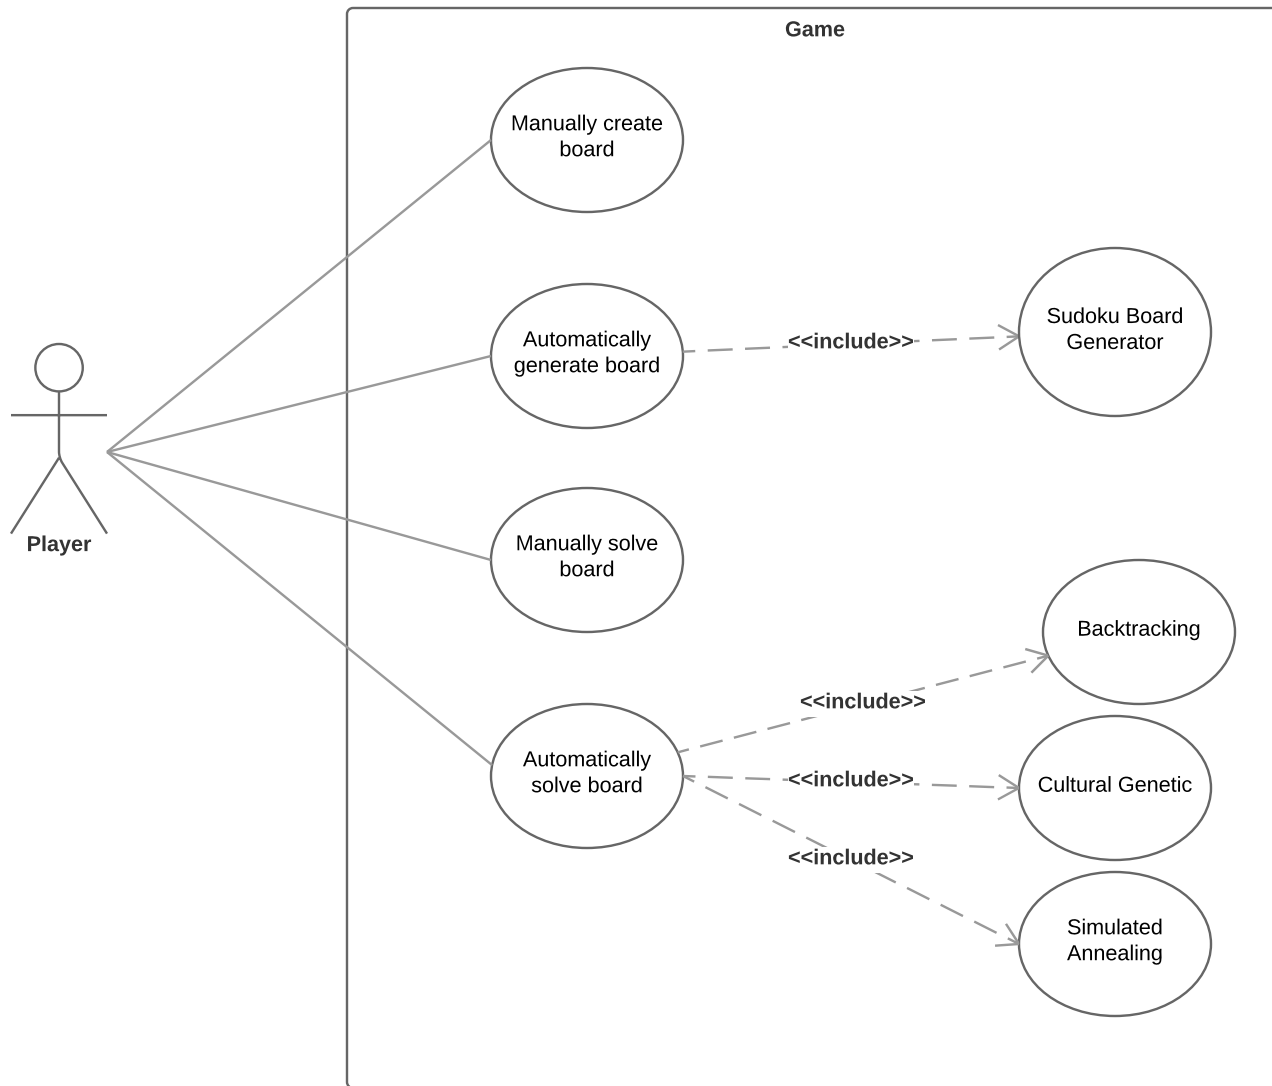 Game
Manually create
board
Automatically
generate board
<<include>>
Sudoku Board
Generator
Player
Manually solve
board
Automatically
solve board
<<include>>
Backtracking
<<include>>
Cultural Genetic
<<include>>
Simulated
Annealing